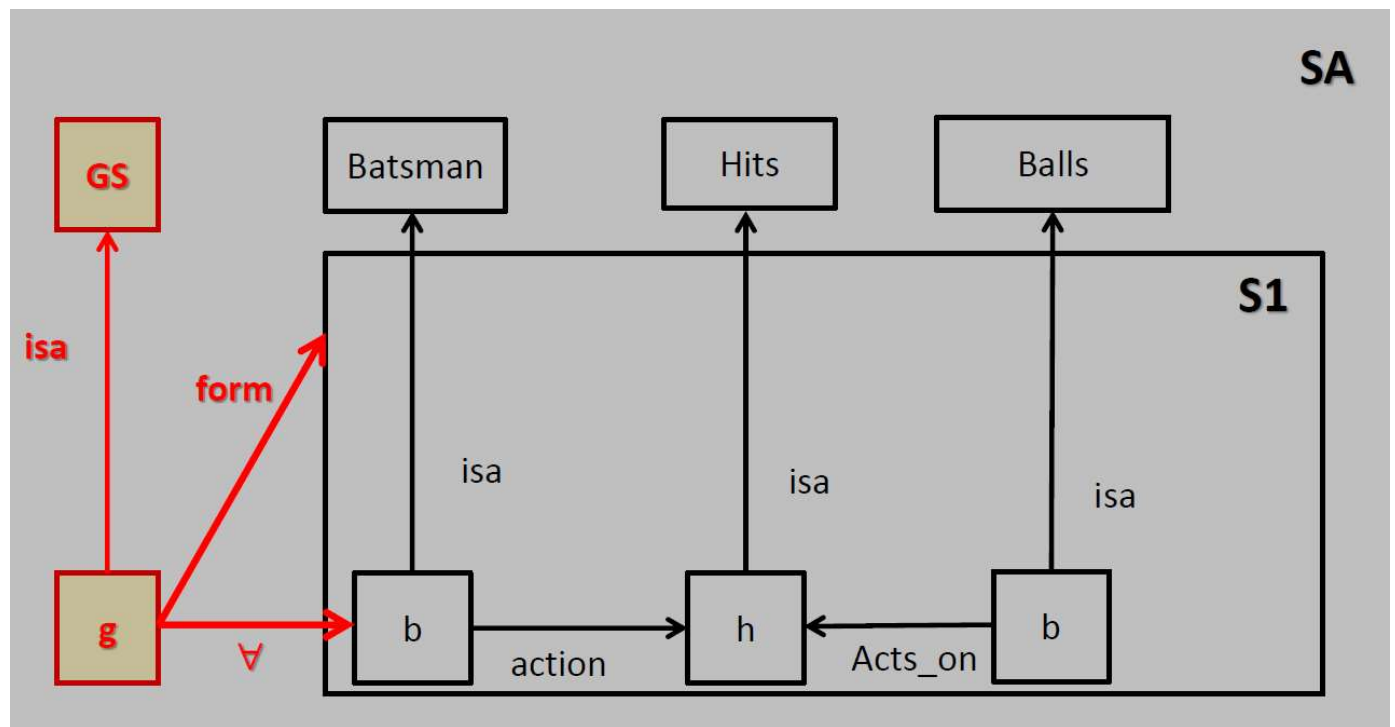 SA
GS
Batsman
Hits
Balls
S1
isa
form
isa
isa
isa
g
∀
b
action
h
Acts_on
b